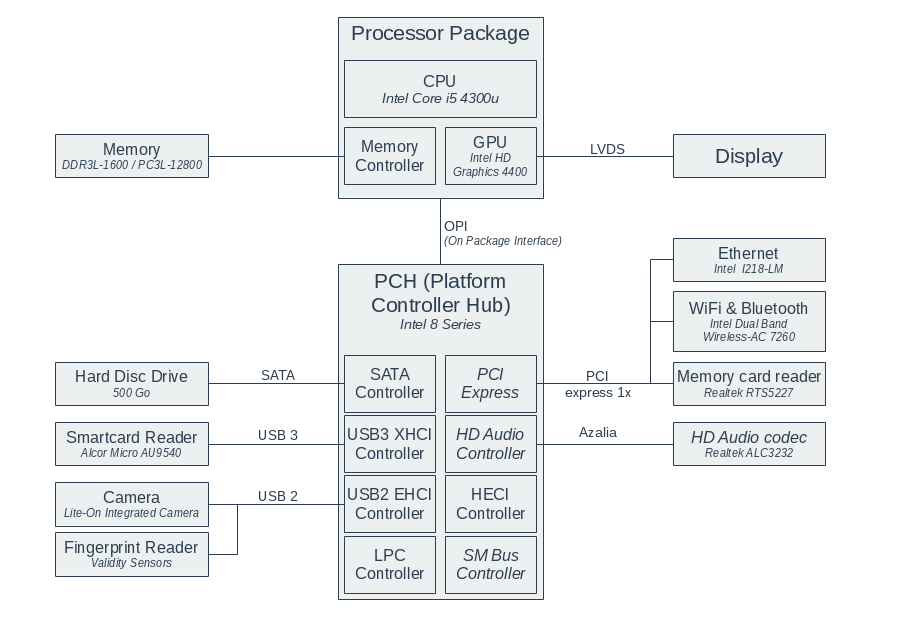 Processor Package
CPU
Intel Core i5 4300u
Memory
Controller
GPU
Intel HD
Graphics 4400
Memory
DDR3L-1600 / PC3L-12800
LVDS
Display
OPI
(On Package Interface)
PCH (Platform
Controller Hub)
Intel 8 Series
Ethernet
Intel I218-LM
WiFi & Bluetooth
Intel Dual Band
Wireless-AC 7260
Hard Disc Drive
500 Go
SATA
SATA
Controller
PCI
Express
PCI
express 1x
Memory card reader
Realtek RTS5227
Smartcard Reader
Alcor Micro AU9540
USB 3
USB3 XHCI
Controller
HD Audio
Controller
Azalia
HD Audio codec
Realtek ALC3232
Camera
Lite-On Integrated Camera
USB 2
USB2 EHCI
Controller
HECI
Controller
Fingerprint Reader
Validity Sensors
LPC
Controller
SM Bus
Controller